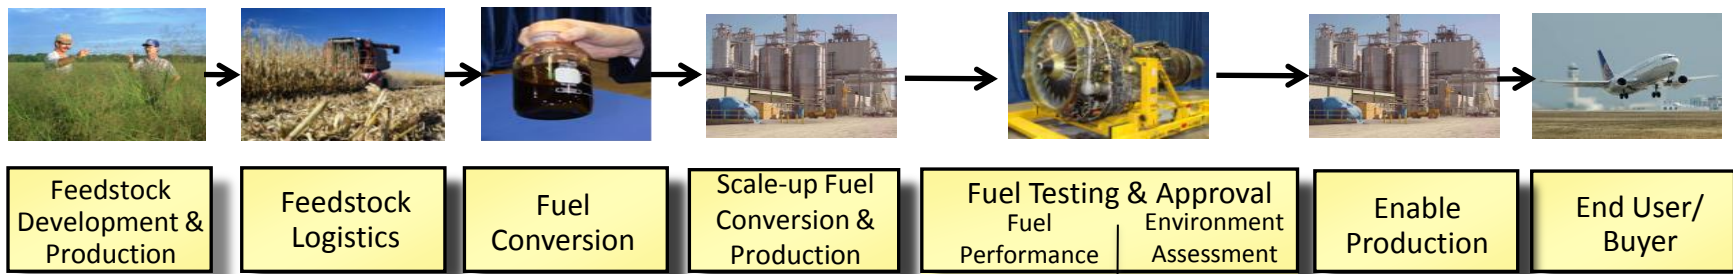 Feedstock
Development &
Production
Feedstock
Logistics
Fuel
Conversion
Scale-up Fuel
Conversion &
Production
Fuel Testing & Approval
Fuel
Performance
Environment
Assessment
Enable
Production
End User/
Buyer